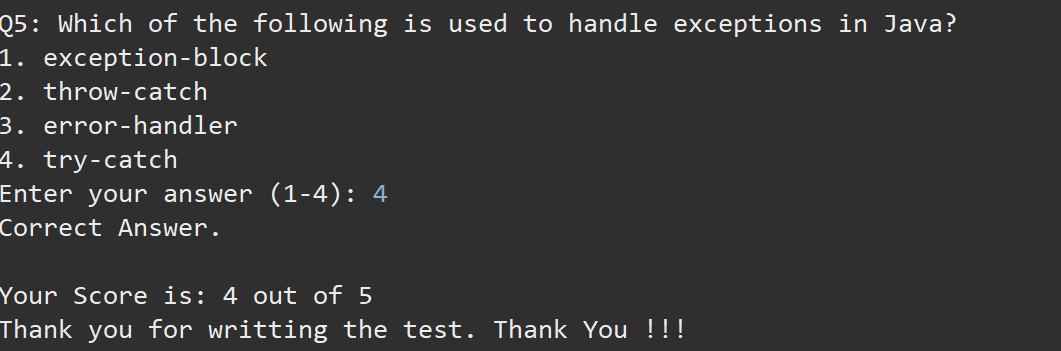 Q5: Which of the following is used to handle exceptions in Java?
1. exception-block
2. throw-catch
3. error-handler
4. try-catch
Enter your answer (1-4): 4
Correct Answer.
Your Score is: 4 out of 5
Thank you for writting the test. Thank You !!!